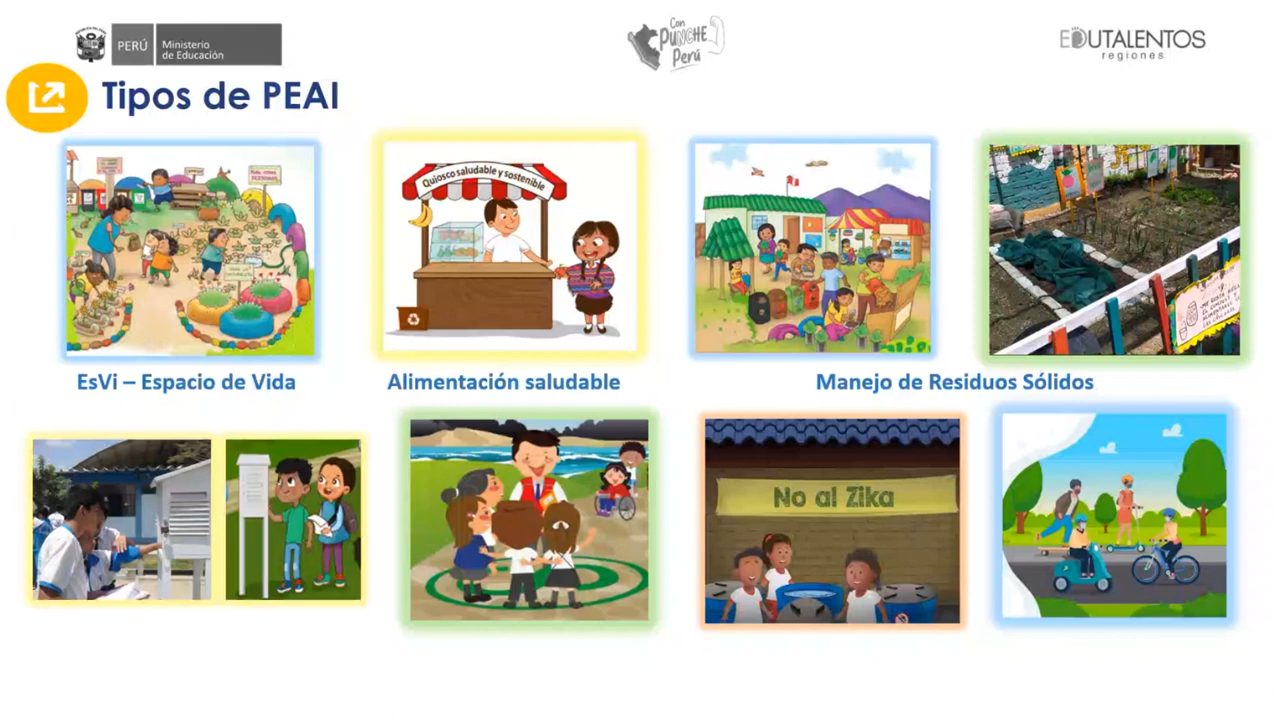 PERÚ
Ministerio
de Educación
Con
PUNCHE
Perú
EDUTALENTOS
regiones
Tipos de PEAI
Quiosco saludable y sostenible
EsVi – Espacio de Vida
Alimentación saludable
Manejo de Residuos Sólidos
No al Zika